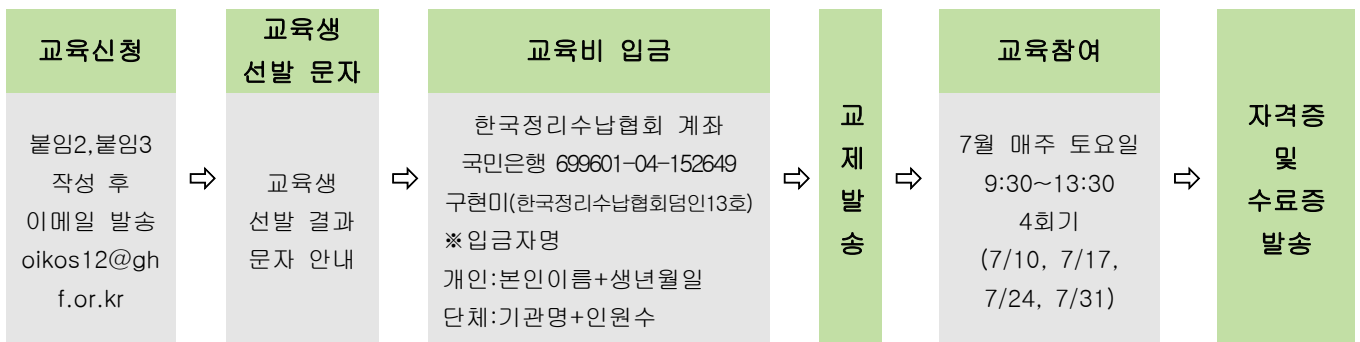 교육신청
붙임2,붙임3
작성 후
이메일 발송
oikos12@gh
f.or.kr
⇨
교육생
선발 문자
교육생
선발 결과
문자 안내
⇨
교육비 입금
한국정리수납협회 계좌
국민은행 699601-04-152649
구현미(한국정리수납협회덤인13호)
※입금자명
개인:본인이름+생년월일
단체:기관명+인원수
⇨
교
제
발
송
⇨
교육참여
7월 매주 토요일
9:30~13:30
4회기
(7/10, 7/17,
7/24, 7/31)
⇨
자격증
및
수료증
발송